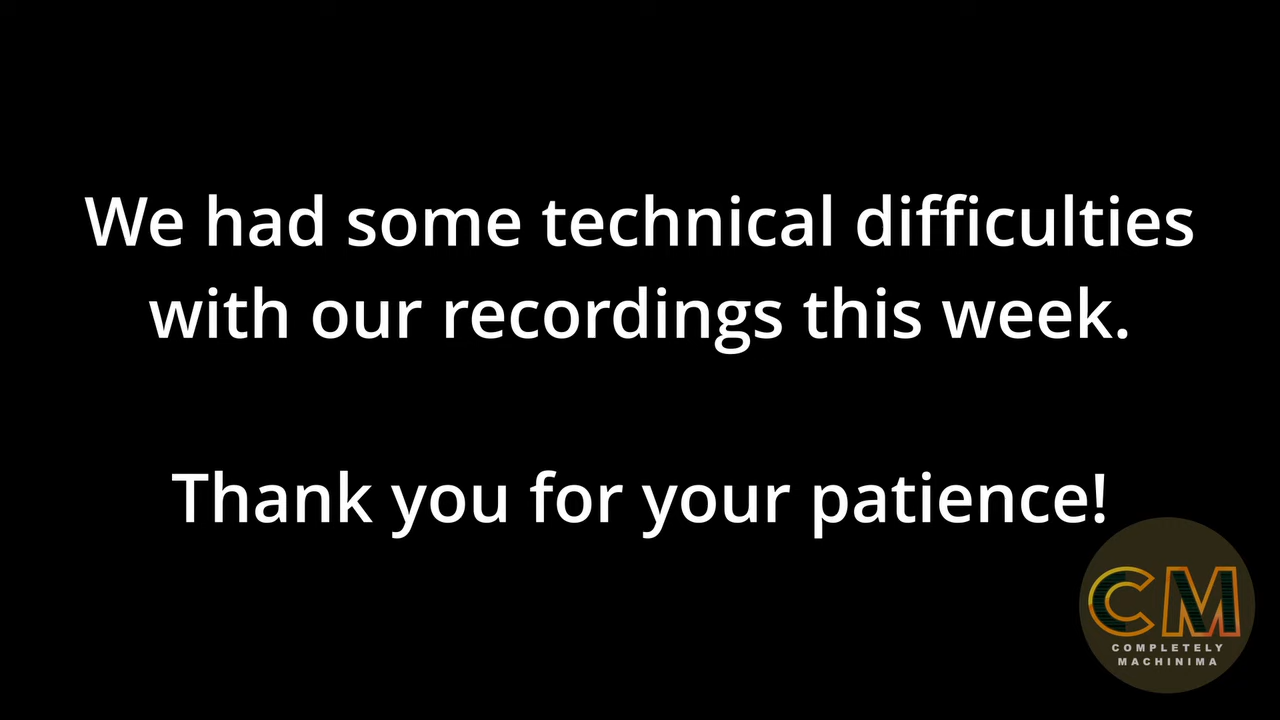 We had some technical difficulties
with our recordings this week.
Thank you for your patience!
CM
COMPLETELY
MACHINIMA